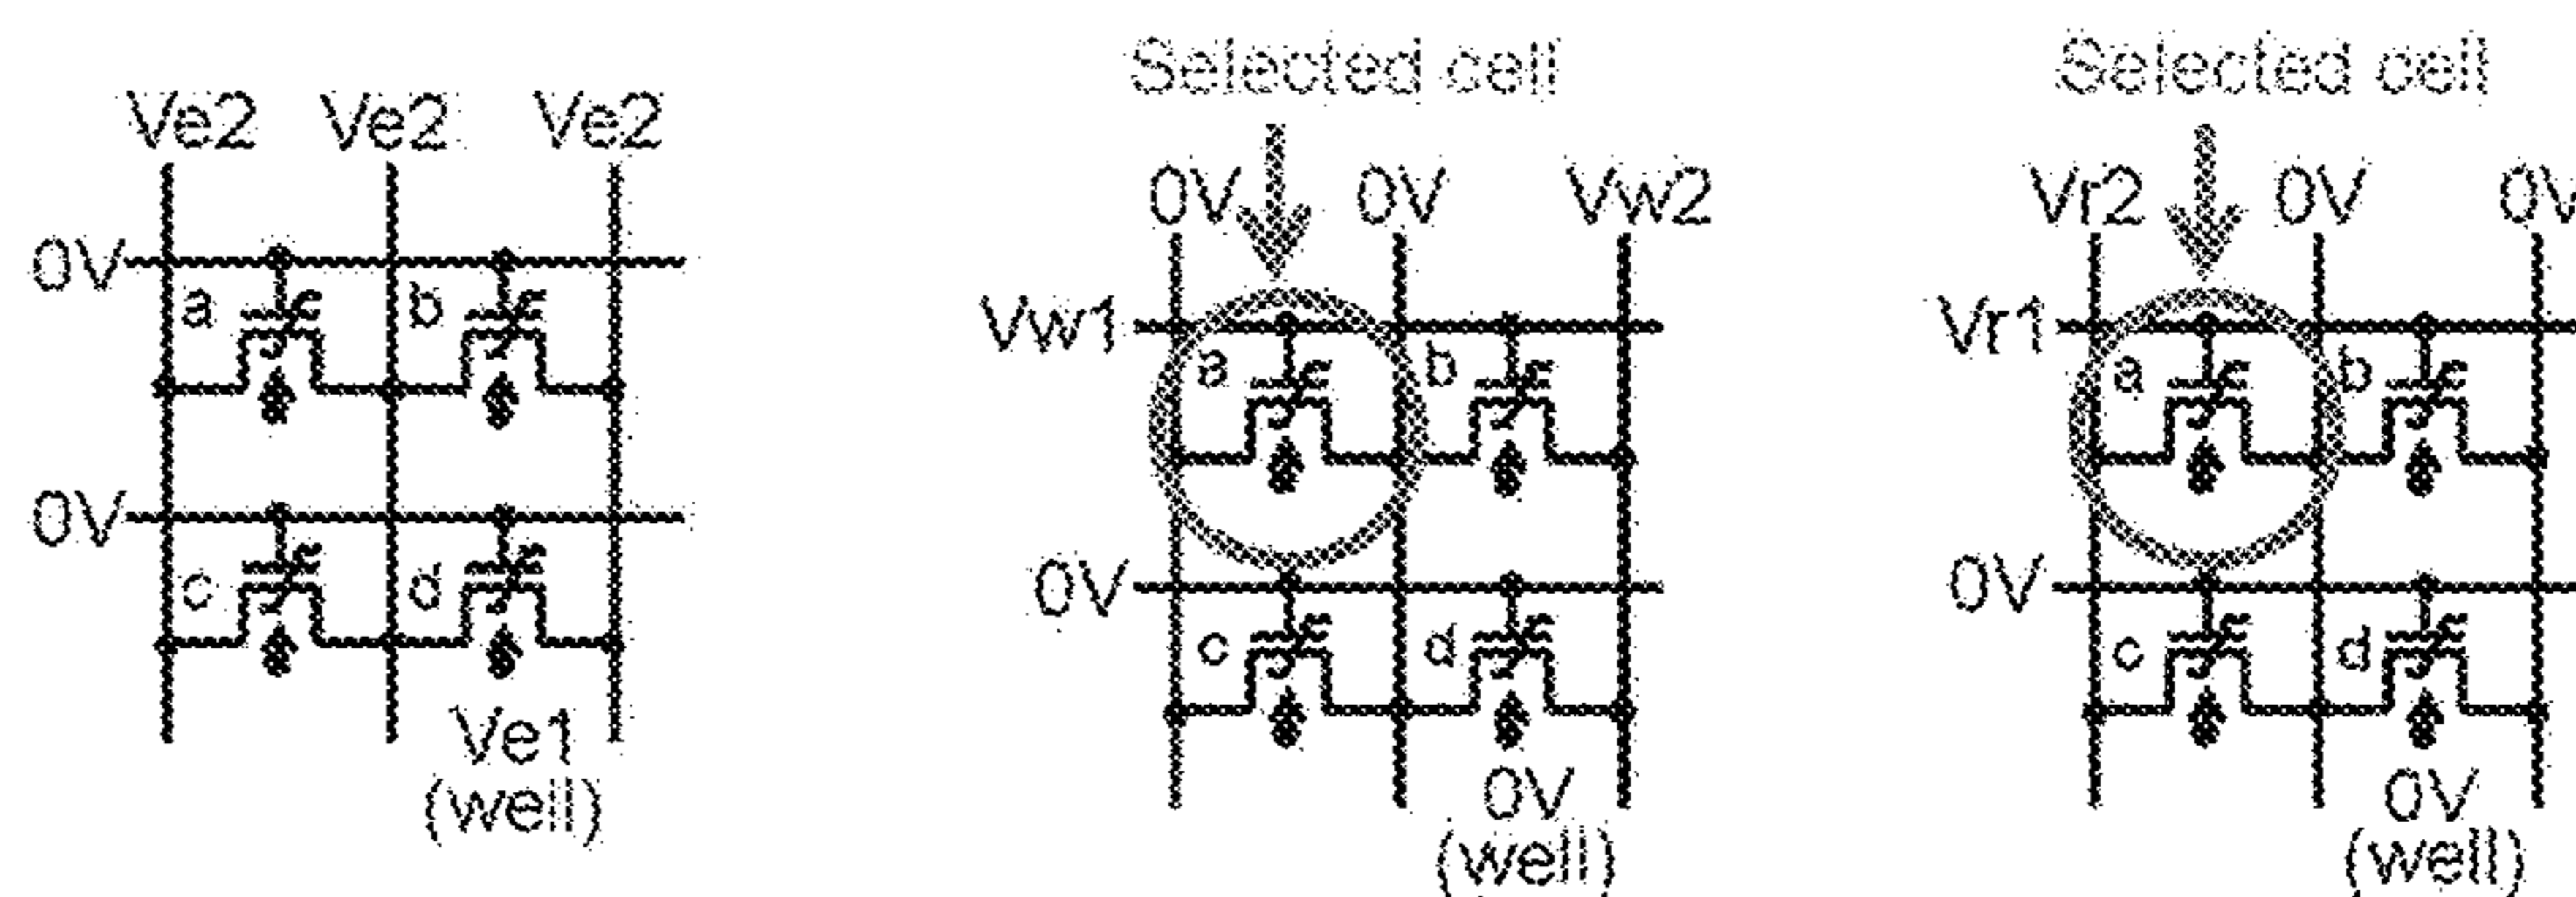 Ve2 Ve2 Ve2
0V
a b
0V
c d
Ve1
(well)
Selected cell
0V 0V Vw2
Vw1
a b
0V
c d
0V
(well)
Selected cell
Vr2 0V 0V
Vr1
a b
0V
c d
0V
(well)